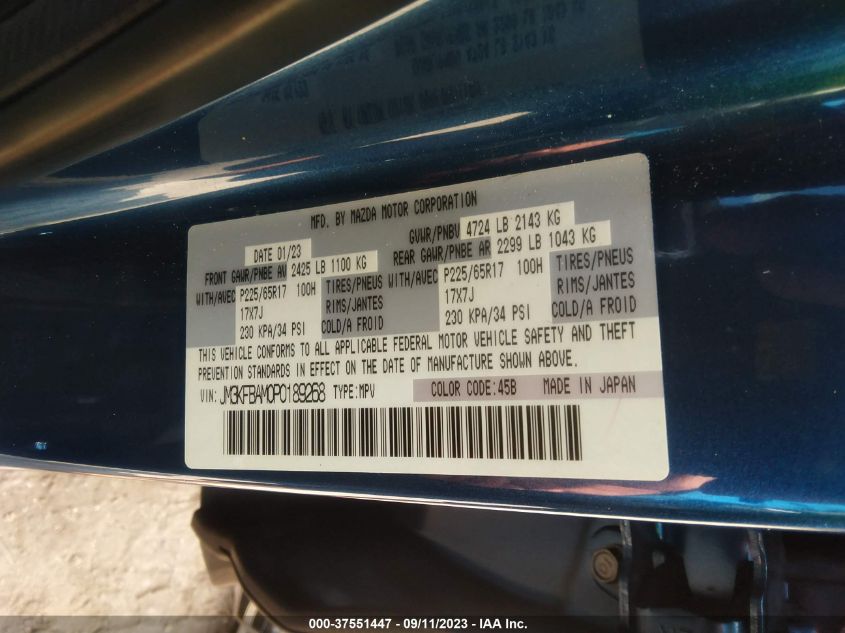 MFD. BY MAZDA MOTOR CORPORATION
DATE 01/23 GVWR/PNBV 4724 LB 2143 KG
FRONT GAWR/PNBE AV 2425 LB 1100 KG REAR GAWR/PNBE AR 2299 LB 1043 KG
WITH/AVEC P225/65R17 100H TIRES/PNEUS WITH/AVEC P225/65R17 100H TIRES/PNEUS
17X7J RIMS/JANTES 17X7J RIMS/JANTES
230 KPA/34 PSI COLD/A FROID 230 KPA/34 PSI COLD/A FROID
THIS VEHICLE CONFORMS TO ALL APPLICABLE FEDERAL MOTOR VEHICLE SAFETY AND THEFT
PREVENTION STANDARDS IN EFFECT ON THE DATE OF MANUFACTURE SHOWN ABOVE.
VIN: JM3KFBAM0P0189268 TYPE:MPV COLOR CODE:45B MADE IN JAPAN
000-37551447 - 09/11/2023 - IAA Inc.